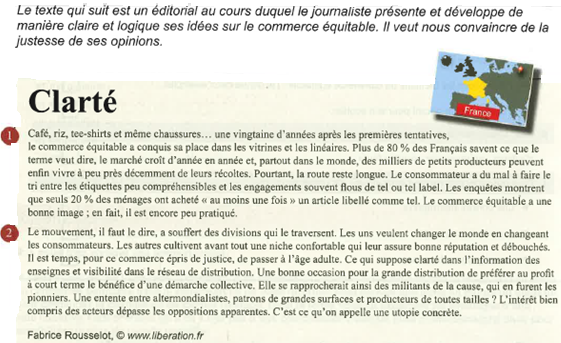 Le texte qui suit est un éditorial au cours duquel le journaliste présente et développe de
manière claire et logique ses idées sur le commerce équitable. Il veut nous convaincre de la
justesse de ses opinions.
France
Clarté
1 Café, riz, tee-shirts et même chaussures… une vingtaine d'années après les premières tentatives,
le commerce équitable a conquis sa place dans les vitrines et les linéaires. Plus de 80 % des Français savent ce que le
terme veut dire, le marché croît d'année en année et, partout dans le monde, des milliers de petits producteurs peuvent
enfin vivre à peu près décemment de leurs récoltes. Pourtant, la route reste longue. Le consommateur a du mal à faire le
tri entre les étiquettes peu compréhensibles et les engagements souvent flous de tel ou tel label. Les enquêtes montrent
que seuls 20 % des ménages ont acheté « au moins une fois » un article libellé comme tel. Le commerce équitable a une
bonne image ; en fait, il est encore peu pratiqué.
2 Le mouvement, il faut le dire, a souffert des divisions qui le traversent. Les uns veulent changer le monde en changeant
les consommateurs. Les autres cultivent avant tout une niche confortable qui leur assure bonne réputation et débouchés.
Il est temps, pour ce commerce épris de justice, de passer à l'âge adulte. Ce qui suppose clarté dans l'information des
enseignes et visibilité dans le réseau de distribution. Une bonne occasion pour la grande distribution de préférer au profit
à court terme le bénéfice d'une démarche collective. Elle se rapprocherait ainsi des militants de la cause, qui en furent les
pionniers. Une entente entre altermondialistes, patrons de grandes surfaces et producteurs de toutes tailles ? L'intérêt bien
compris des acteurs dépasse les oppositions apparentes. C'est ce qu'on appelle une utopie concrète.
Fabrice Rousselot, © www.liberation.fr